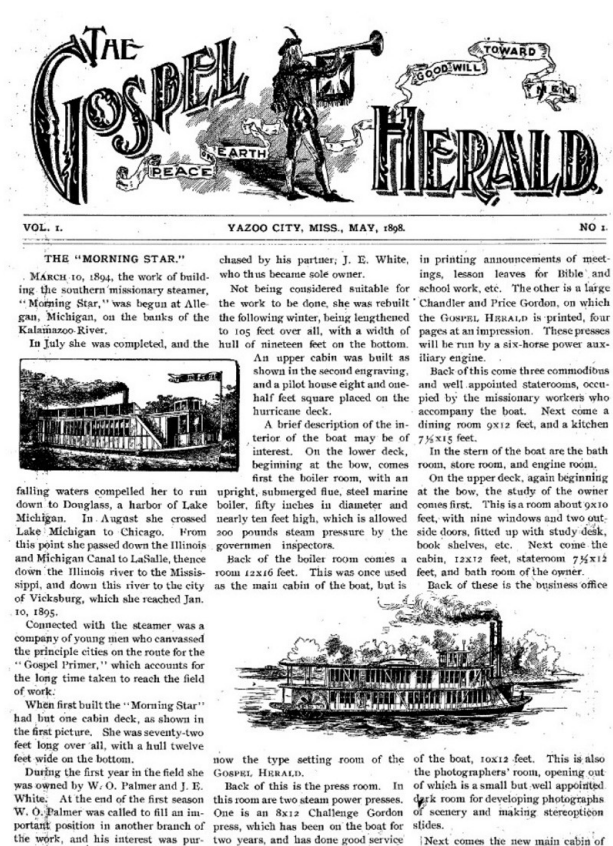 THE
GOSPEL
HERALD.
PEACE ON EARTH
GOOD WILL TOWARD MEN
VOL. 1.
YAZOO CITY, MISS., MAY, 1898.
NO 1.
THE "MORNING STAR."
MARCH 10, 1894, the work of build-
ing the southern missionary steamer,
"Morning Star," was begun at Alle-
gan, Michigan, on the banks of the
Kalamazoo River.
In July she was completed, and the
falling waters compelled her to run
down to Douglass, a harbor of Lake
Michigan. In August she crossed
Lake Michigan to Chicago. From
this point she passed down the Illinois
and Michigan Canal to LaSalle, thence
down the Illinois river to the Missis-
sippi, and down this river to the city
of Vicksburg, which she reached Jan.
10, 1895.
Connected with the steamer was a
company of young men who canvassed
the principle cities on the route for the
"Gospel Primer," which accounts for
the long time taken to reach the field
of work.
When first built the "Morning Star"
had but one cabin deck, as shown in
the first picture. She was seventy-two
feet long over all, with a hull twelve
feet wide on the bottom.
During the first year in the field she
was owned by W. O. Palmer and J. E.
White. At the end of the first season
W. O. Palmer was called to fill an im-
portant position in another branch of
the work, and his interest was pur-
chased by his partner, J. E. White,
who thus became sole owner.
Not being considered suitable for
the work to be done, she was rebuilt
the following winter, being lengthened
to 105 feet over all, with a width of
hull of nineteen feet on the bottom.
An upper cabin was built as
shown in the second engraving,
and a pilot house eight and one-
half feet square placed on the
hurricane deck.
A brief description of the in-
terior of the boat may be of
interest. On the lower deck,
beginning at the bow, comes
first the boiler room, with an
upright, submerged flue, steel marine
boiler, fifty inches in diameter and
nearly ten feet high, which is allowed
200 pounds steam pressure by the
governmen inspectors.
Back of the boiler room comes a
room 12x16 feet. This was once used
as the main cabin of the boat, but is
now the type setting room of the
GOSPEL HERALD.
Back of this is the press room. In
this room are two steam power presses.
One is an 8x12 Challenge Gordon
press, which has been on the boat for
two years, and has done good service
in printing announcements of meet-
ings, lesson leaves for Bible and
school work, etc. The other is a large
Chandler and Price Gordon, on which
the GOSPEL HERALD is printed, four
pages at an impression. These presses
will be run by a six-horse power aux-
iliary engine.
Back of this come three commodious
and well appointed staterooms, occu-
pied by the missionary workers who
accompany the boat. Next come a
dining room 9x12 feet, and a kitchen
7½x15 feet.
In the stern of the boat are the bath
room, store room, and engine room.
On the upper deck, again beginning
at the bow, the study of the owner
comes first. This is a room about 9x10
feet, with nine windows and two out-
side doors, fitted up with study desk,
book shelves, etc. Next come the
cabin, 12x12 feet, stateroom 7½x12
feet, and bath room of the owner.
Back of these is the business office
of the boat, 10x12 feet. This is also
the photographers' room, opening out
of which is a small but well appointed
dark room for developing photographs
of scenery and making stereopticon
slides.
Next comes the new main cabin of